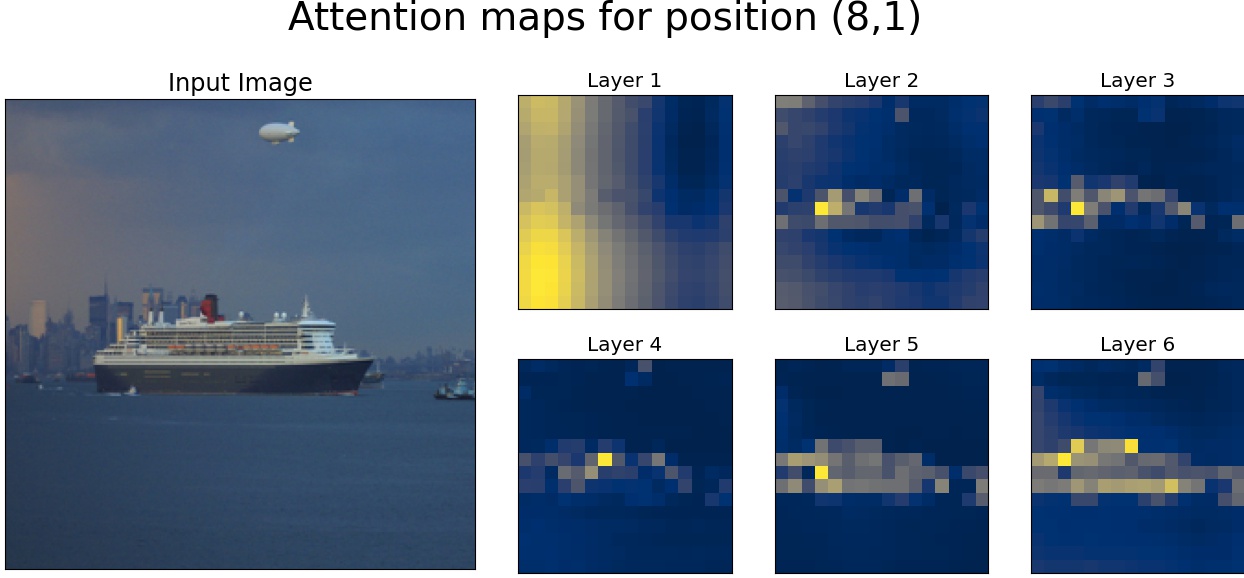 Attention maps for position (8,1)
Input Image
Layer 1
Layer 2
Layer 3
Layer 4
Layer 5
Layer 6